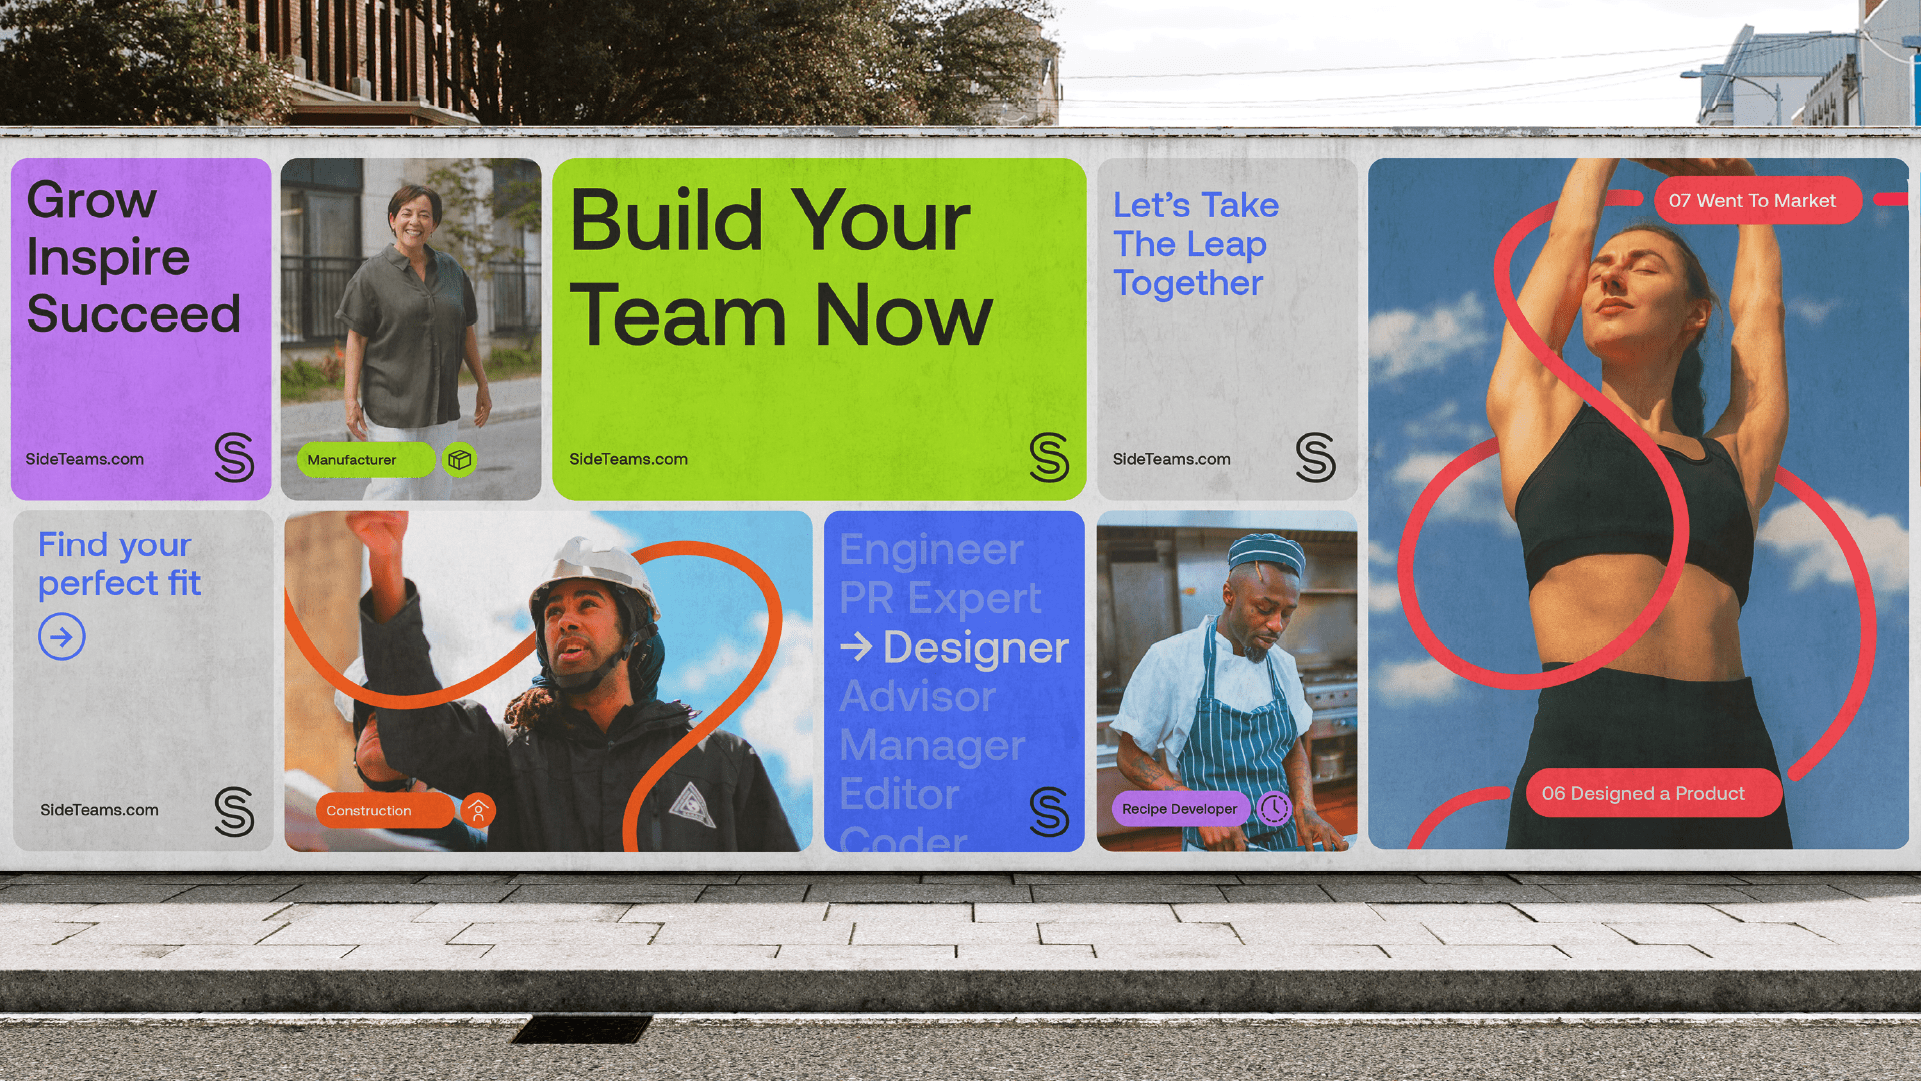 Grow
Inspire
Succeed
SideTeams.com
Manufacturer
Build Your
Team Now
SideTeams.com
Let's Take
The Leap
Together
SideTeams.com
07 Went To Market
06 Designed a Product
Find your
perfect fit
SideTeams.com
Construction
Engineer
PR Expert
→ Designer
Advisor
Manager
Editor
Coder
Recipe Developer